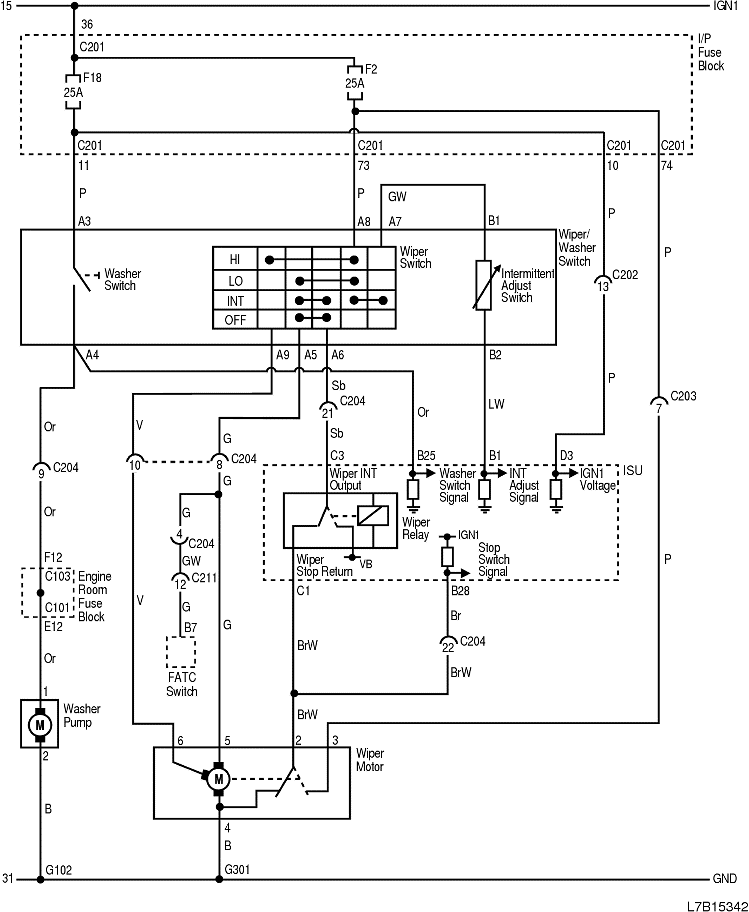 15 IGN1
36
C201
I/P
Fuse
Block
F18
25A
F2
25A
C201 C201 C201 C201
11 73 10 74
P P P P
GW
A3 A8 A7 B1
Wiper/
Washer
Switch
Wiper
Switch
HI
LO
INT
OFF
Washer
Switch
Intermittent
Adjust
Switch
C202
13
A4 A9 A5 A6 B2
Sb
C204
21
Sb
P
C203
7
Or V G Or LW
C204
9
10 8 C204
C3 B25 B1 D3
ISU
Wiper INT
Output
Washer
Switch
Signal
INT
Adjust
Signal
IGN1
Voltage
G
G
4
C204
GW
12
C211
G
B7
FATC
Switch
Or
Wiper
Relay
IGN1
Stop
Switch
Signal
Wiper
Stop Return
VB
F12
C103
C101
E12
Engine
Room
Fuse
Block
C1 B28
P
V
G
Br
22
C204
BrW BrW
Or
BrW
1
Washer
Pump
M
2
6 5 2 3
Wiper
Motor
M
4
B B
G102 G301
31 GND
L7B15342